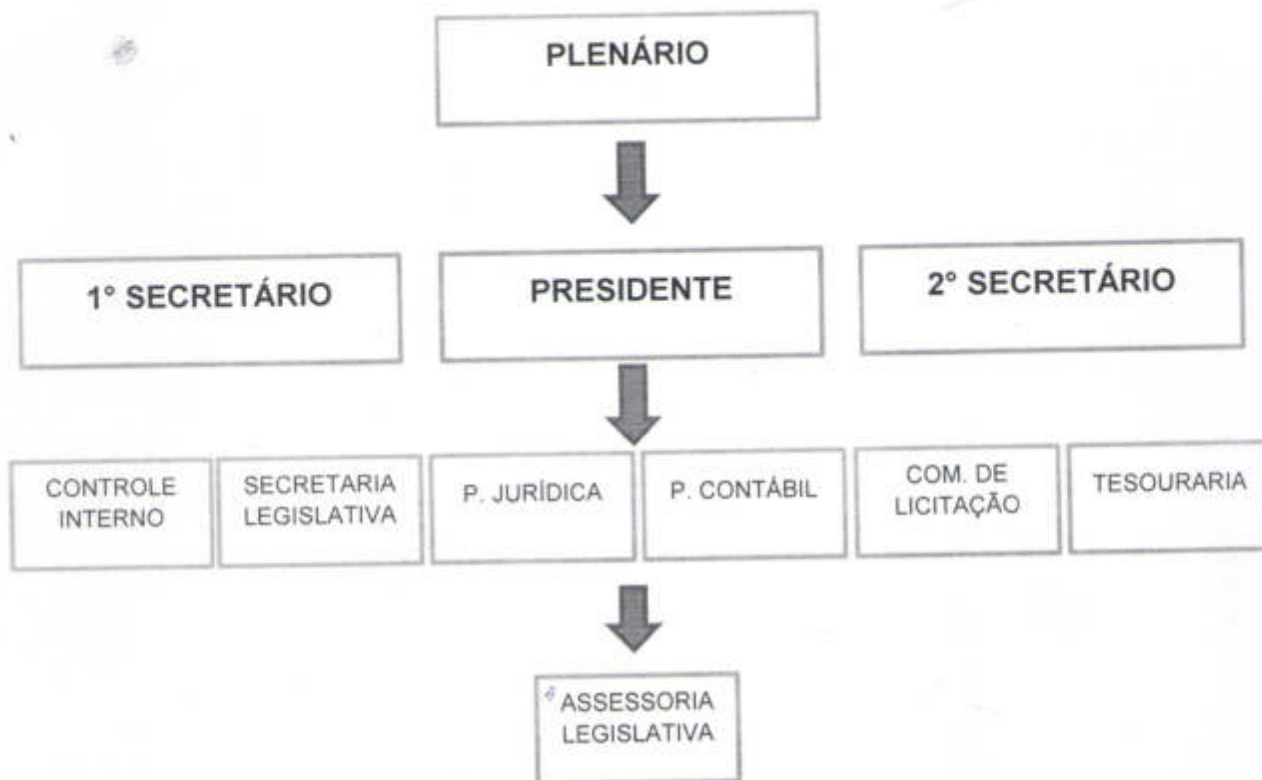 PLENÁRIO
1° SECRETÁRIO
PRESIDENTE
2° SECRETÁRIO
CONTROLE
INTERNO
SECRETARIA
LEGISLATIVA
P. JURÍDICA
P. CONTÁBIL
COM. DE
LICITAÇÃO
TESOURARIA
ASSESSORIA
LEGISLATIVA